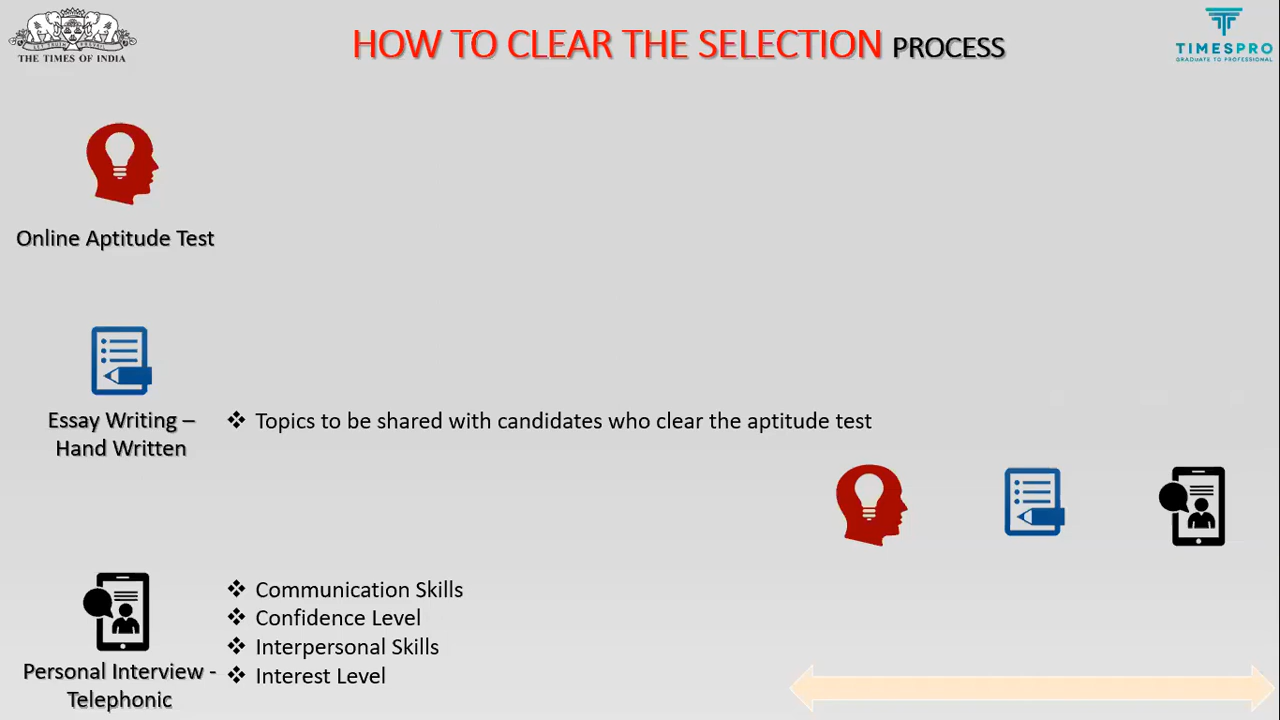 THE TIMES OF INDIA
HOW TO CLEAR THE SELECTION PROCESS
TIMESPRO
GRADUATE TO PROFESSIONAL
Online Aptitude Test
Essay Writing –
Hand Written
❖ Topics to be shared with candidates who clear the aptitude test
Personal Interview -
Telephonic
❖ Communication Skills
❖ Confidence Level
❖ Interpersonal Skills
❖ Interest Level